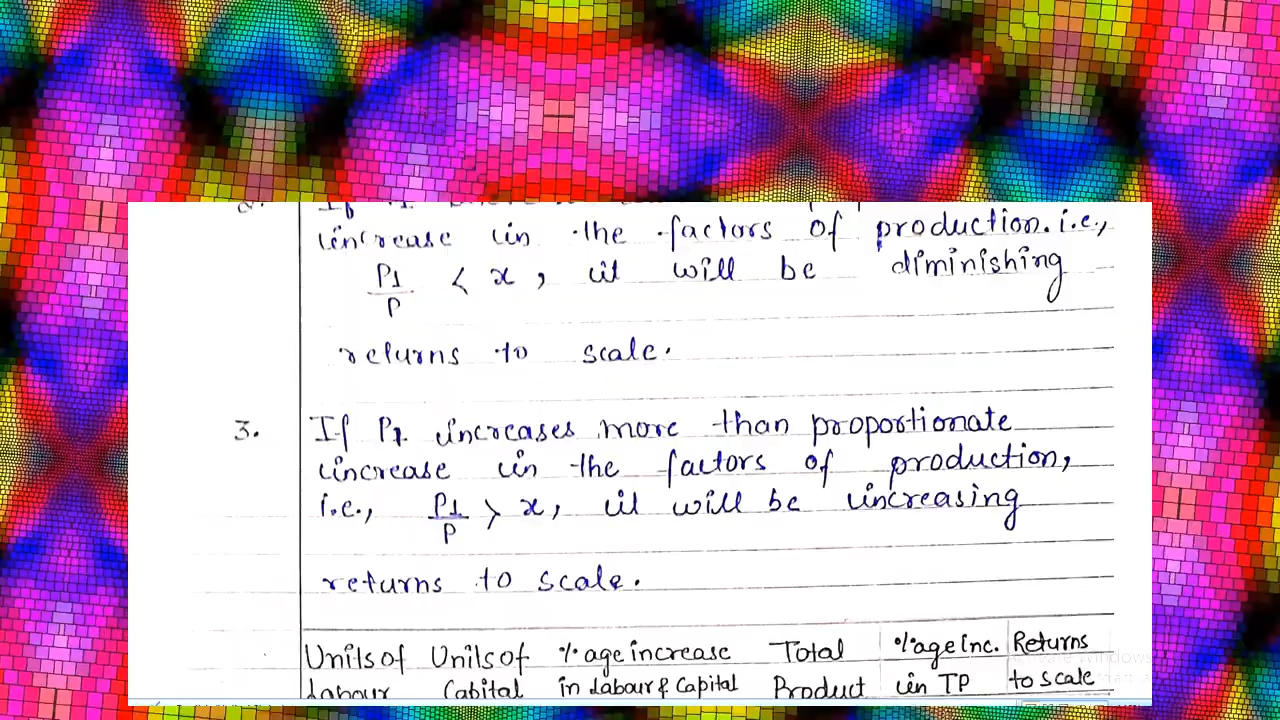 increase in the factors of production. i.e.,
P1/P < x, it will be diminishing
returns to scale.
3. If P1 increases more than proportionate
increase in the factors of production,
i.e., P1/P > x, it will be increasing
returns to scale.
Units of Labour | Units of Capital | %age increase in Labour & Capital | Total Product | %age Inc. in TP | Returns to scale